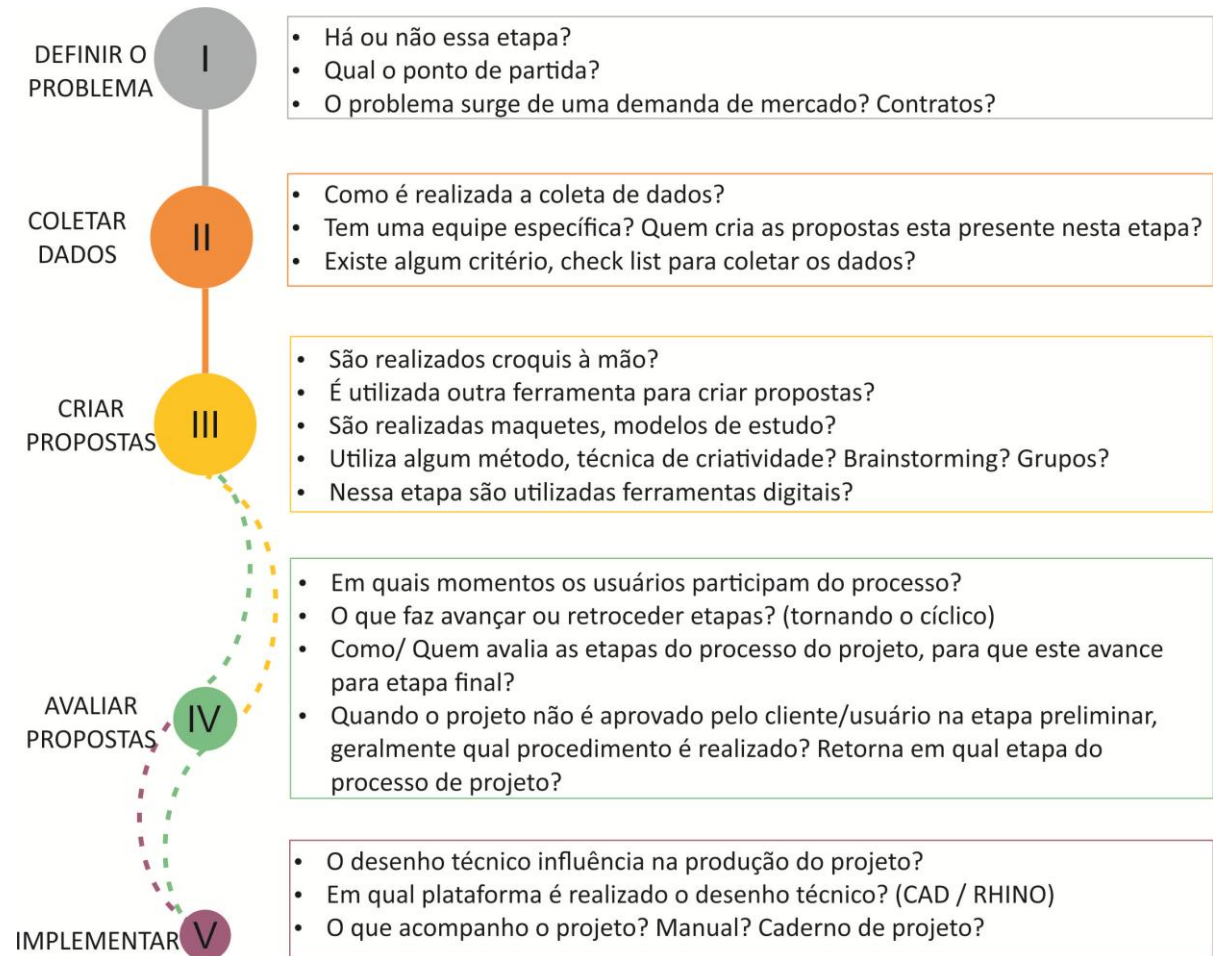 DEFINIR O
PROBLEMA
I
• Há ou não essa etapa?
• Qual o ponto de partida?
• O problema surge de uma demanda de mercado? Contratos?
COLETAR
DADOS
II
• Como é realizada a coleta de dados?
• Tem uma equipe específica? Quem cria as propostas esta presente nesta etapa?
• Existe algum critério, check list para coletar os dados?
CRIAR
PROPOSTAS
III
• São realizados croquis à mão?
• É utilizada outra ferramenta para criar propostas?
• São realizadas maquetes, modelos de estudo?
• Utiliza algum método, técnica de criatividade? Brainstorming? Grupos?
• Nessa etapa são utilizadas ferramentas digitais?
AVALIAR
PROPOSTAS
IV
• Em quais momentos os usuários participam do processo?
• O que faz avançar ou retroceder etapas? (tornando o cíclico)
• Como/ Quem avalia as etapas do processo do projeto, para que este avance
para etapa final?
• Quando o projeto não é aprovado pelo cliente/usuário na etapa preliminar,
geralmente qual procedimento é realizado? Retorna em qual etapa do
processo de projeto?
IMPLEMENTAR
V
• O desenho técnico influência na produção do projeto?
• Em qual plataforma é realizado o desenho técnico? (CAD / RHINO)
• O que acompanho o projeto? Manual? Caderno de projeto?